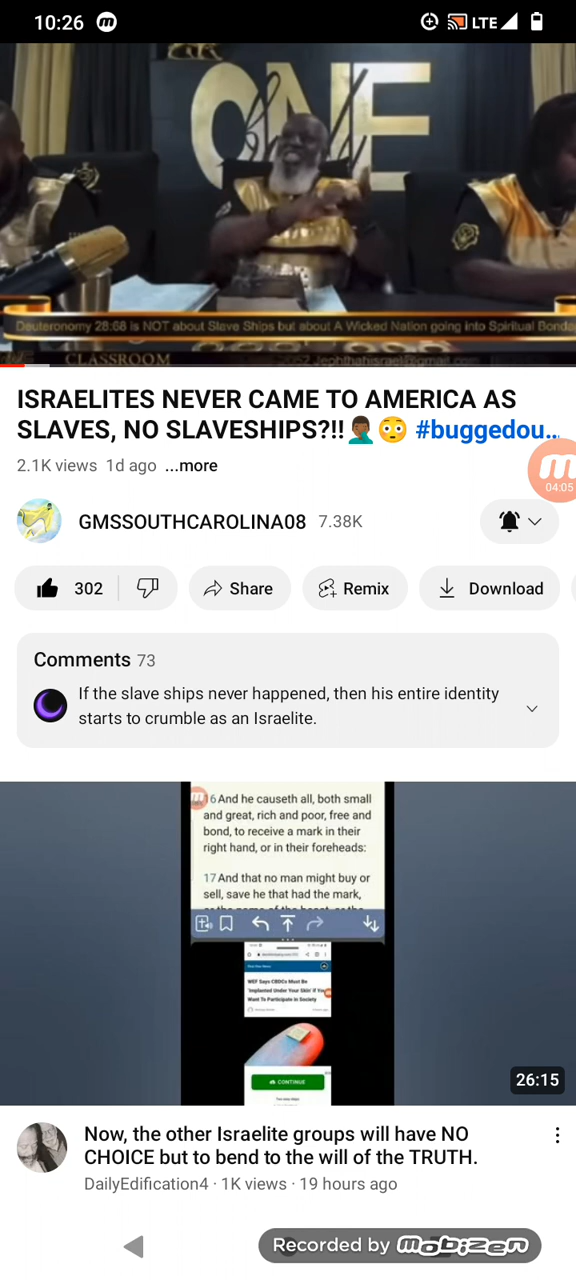 10:26
LTE
ONE
Deuteronomy 28:68 is NOT about Slave Ships but about A Wicked Nation going into Spiritual Bonda
CLASSROOM
ISRAELITES NEVER CAME TO AMERICA AS
SLAVES, NO SLAVESHIPS?!!🤦🏾‍♂️😳 #buggedou...
2.1K views 1d ago ...more
04:05
GMSSOUTHCAROLINA08 7.38K
302 Share Remix Download
Comments 73
If the slave ships never happened, then his entire identity
starts to crumble as an Israelite.
16 And he causeth all, both small
and great, rich and poor, free and
bond, to receive a mark in their
right hand, or in their foreheads:
17 And that no man might buy or
sell, save he that had the mark,
WEF Says CBDCs Must Be
'Implanted Under Your Skin' If You
Want To Participate in Society
CONTINUE
26:15
Now, the other Israelite groups will have NO
CHOICE but to bend to the will of the TRUTH.
DailyEdification4 · 1K views · 19 hours ago
Recorded by mobizen